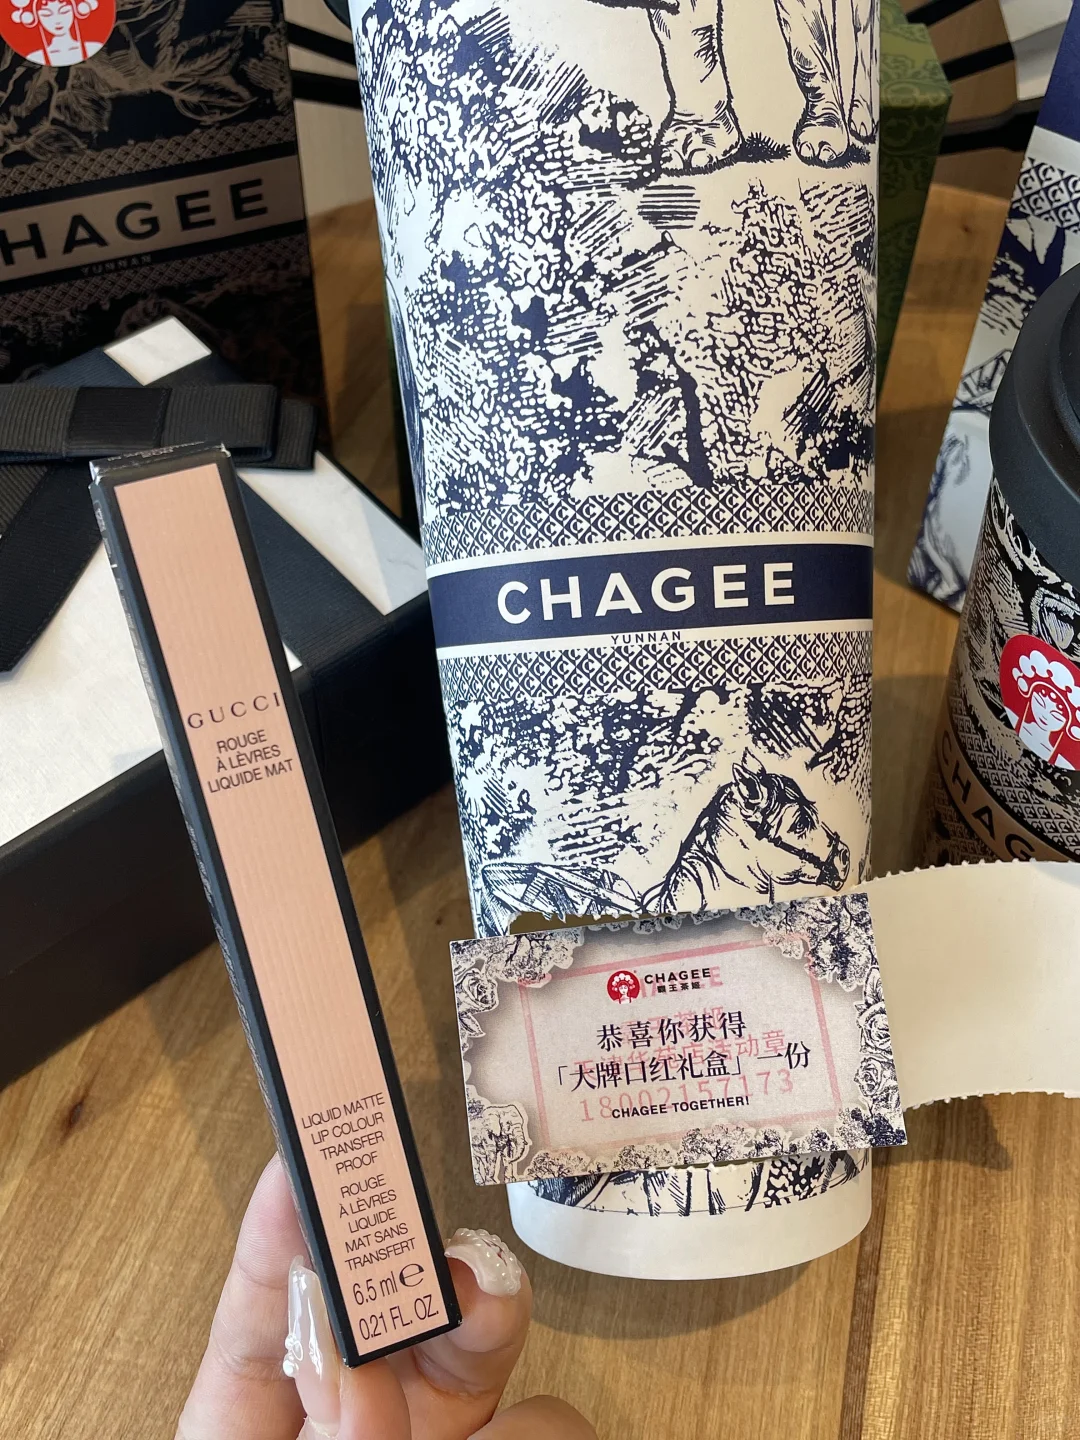 CHAGEE
YUNNAN
CHAGEE
YUNNAN
GUCCI
ROUGE
À LÈVRES
LIQUIDE MAT
LIQUID MATTE
LIP COLOUR
TRANSFER
PROOF
ROUGE
À LÈVRES
LIQUIDE
MAT SANS
TRANSFERT
6.5 ml ℮
0.21 FL. OZ.
CHAGEE
霸王茶姬
恭喜你获得
「大牌口红礼盒」一份
CHAGEE TOGETHER!
18002157173